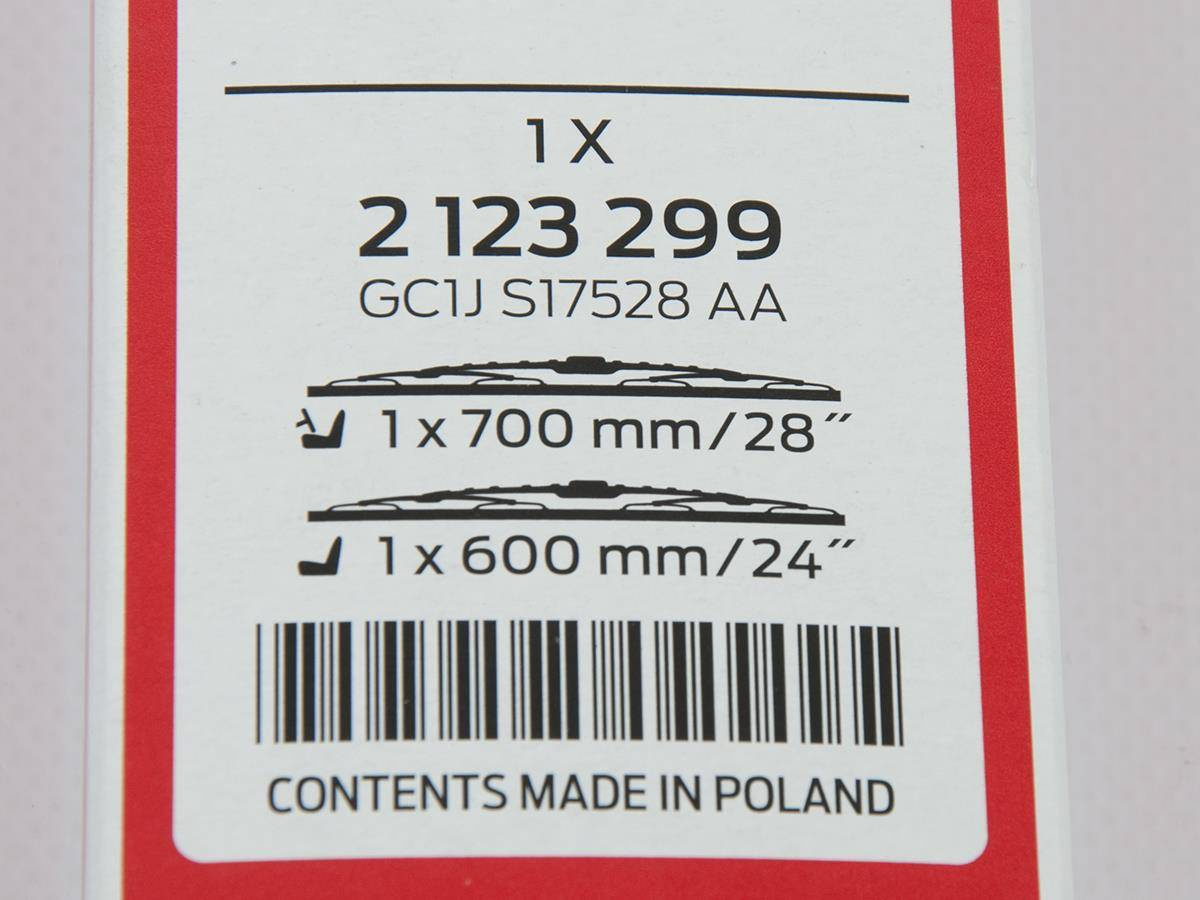 1 X
2 123 299
GC1J S17528 AA
1 x 700 mm/28″
1 x 600 mm/24″
CONTENTS MADE IN POLAND